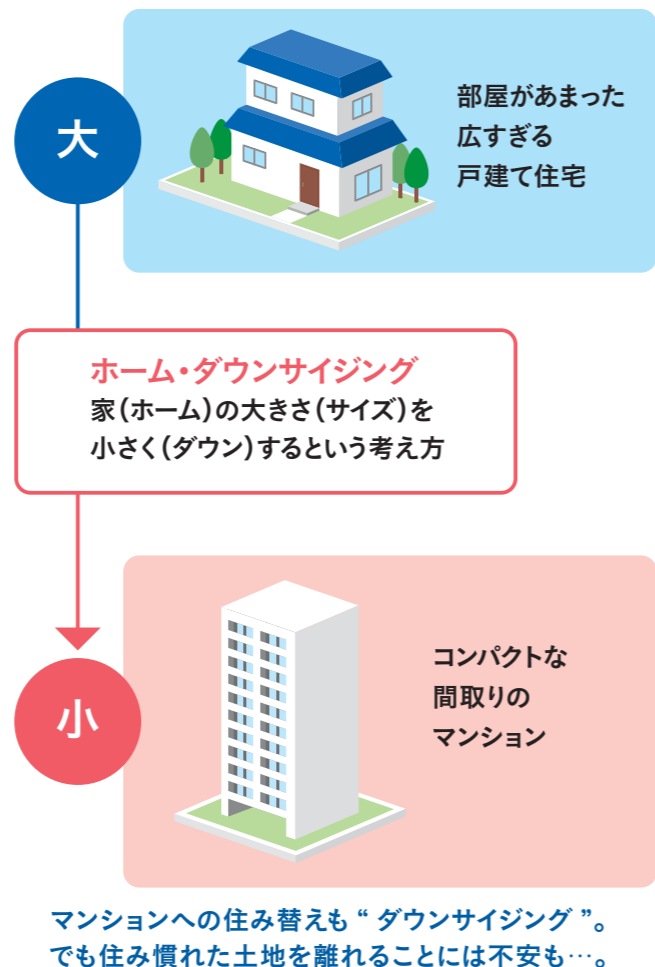 大
部屋があまった
広すぎる
戸建て住宅
ホーム・ダウンサイジング
家（ホーム）の大きさ（サイズ）を
小さく（ダウン）するという考え方
小
コンパクトな
間取りの
マンション
マンションへの住み替えも“ダウンサイジング”。
でも住み慣れた土地を離れることには不安も…。